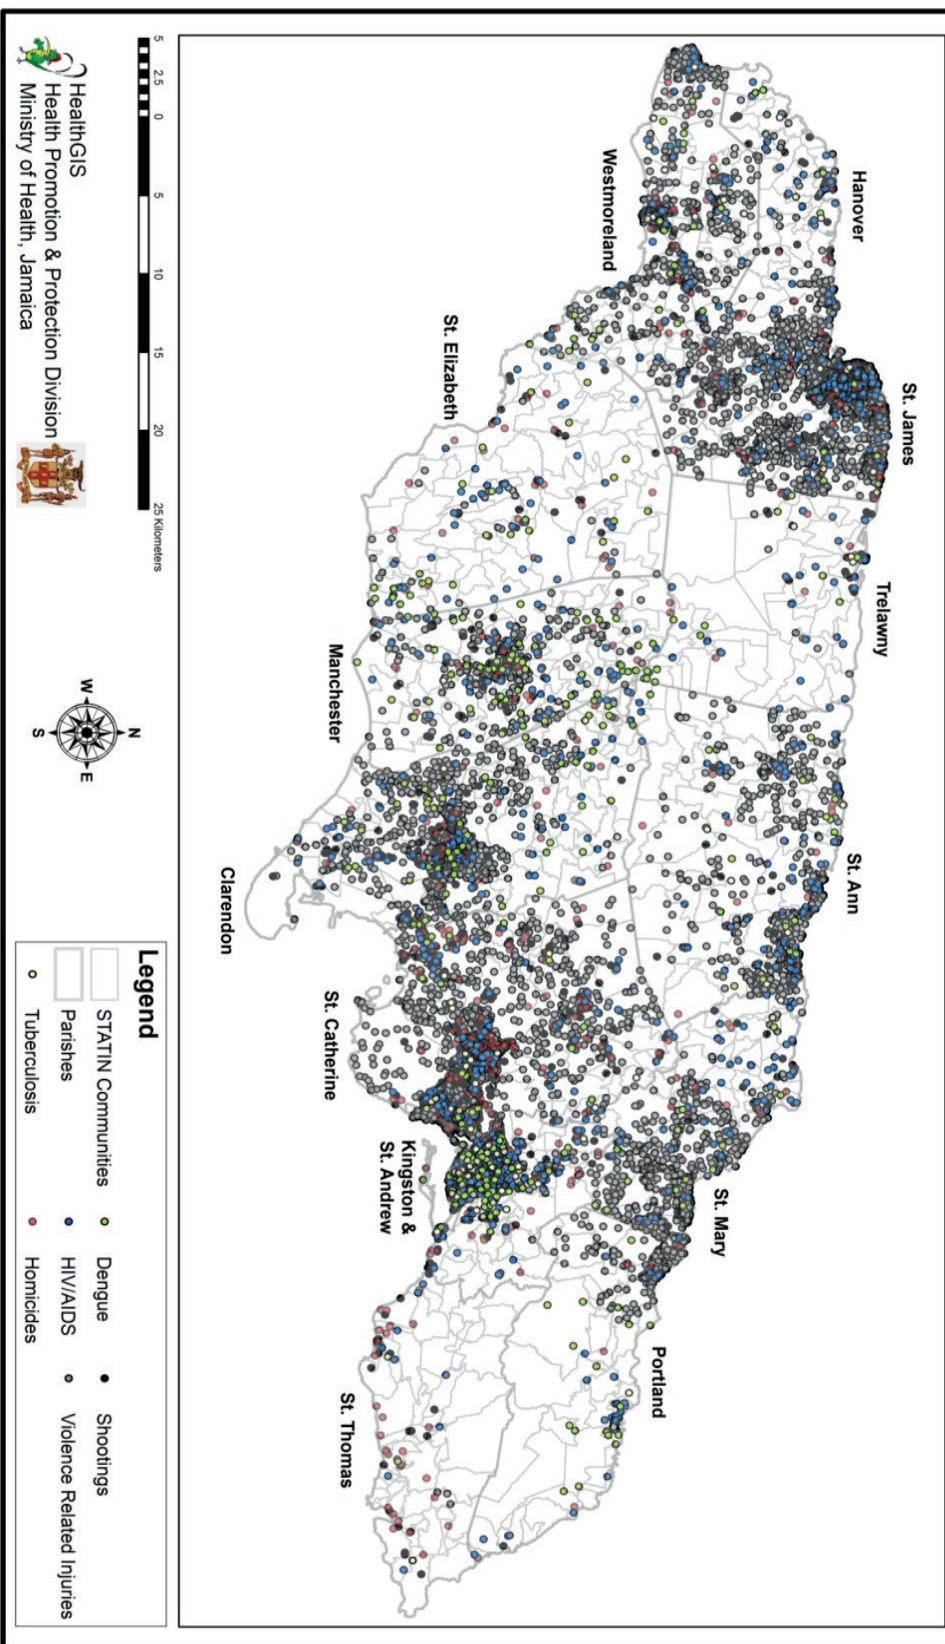 Hanover
St. James
Trelawny
St. Ann
St. Mary
Portland
Westmoreland
St. Elizabeth
Manchester
Clarendon
St. Catherine
Kingston &
St. Andrew
St. Thomas
5 2.5 0 5 10 15 20 25 Kilometers
HealthGIS
Health Promotion & Protection Division
Ministry of Health, Jamaica
N
W E
S
Legend
STATIN Communities Dengue Shootings
Parishes HIV/AIDS Violence Related Injuries
Tuberculosis Homicides